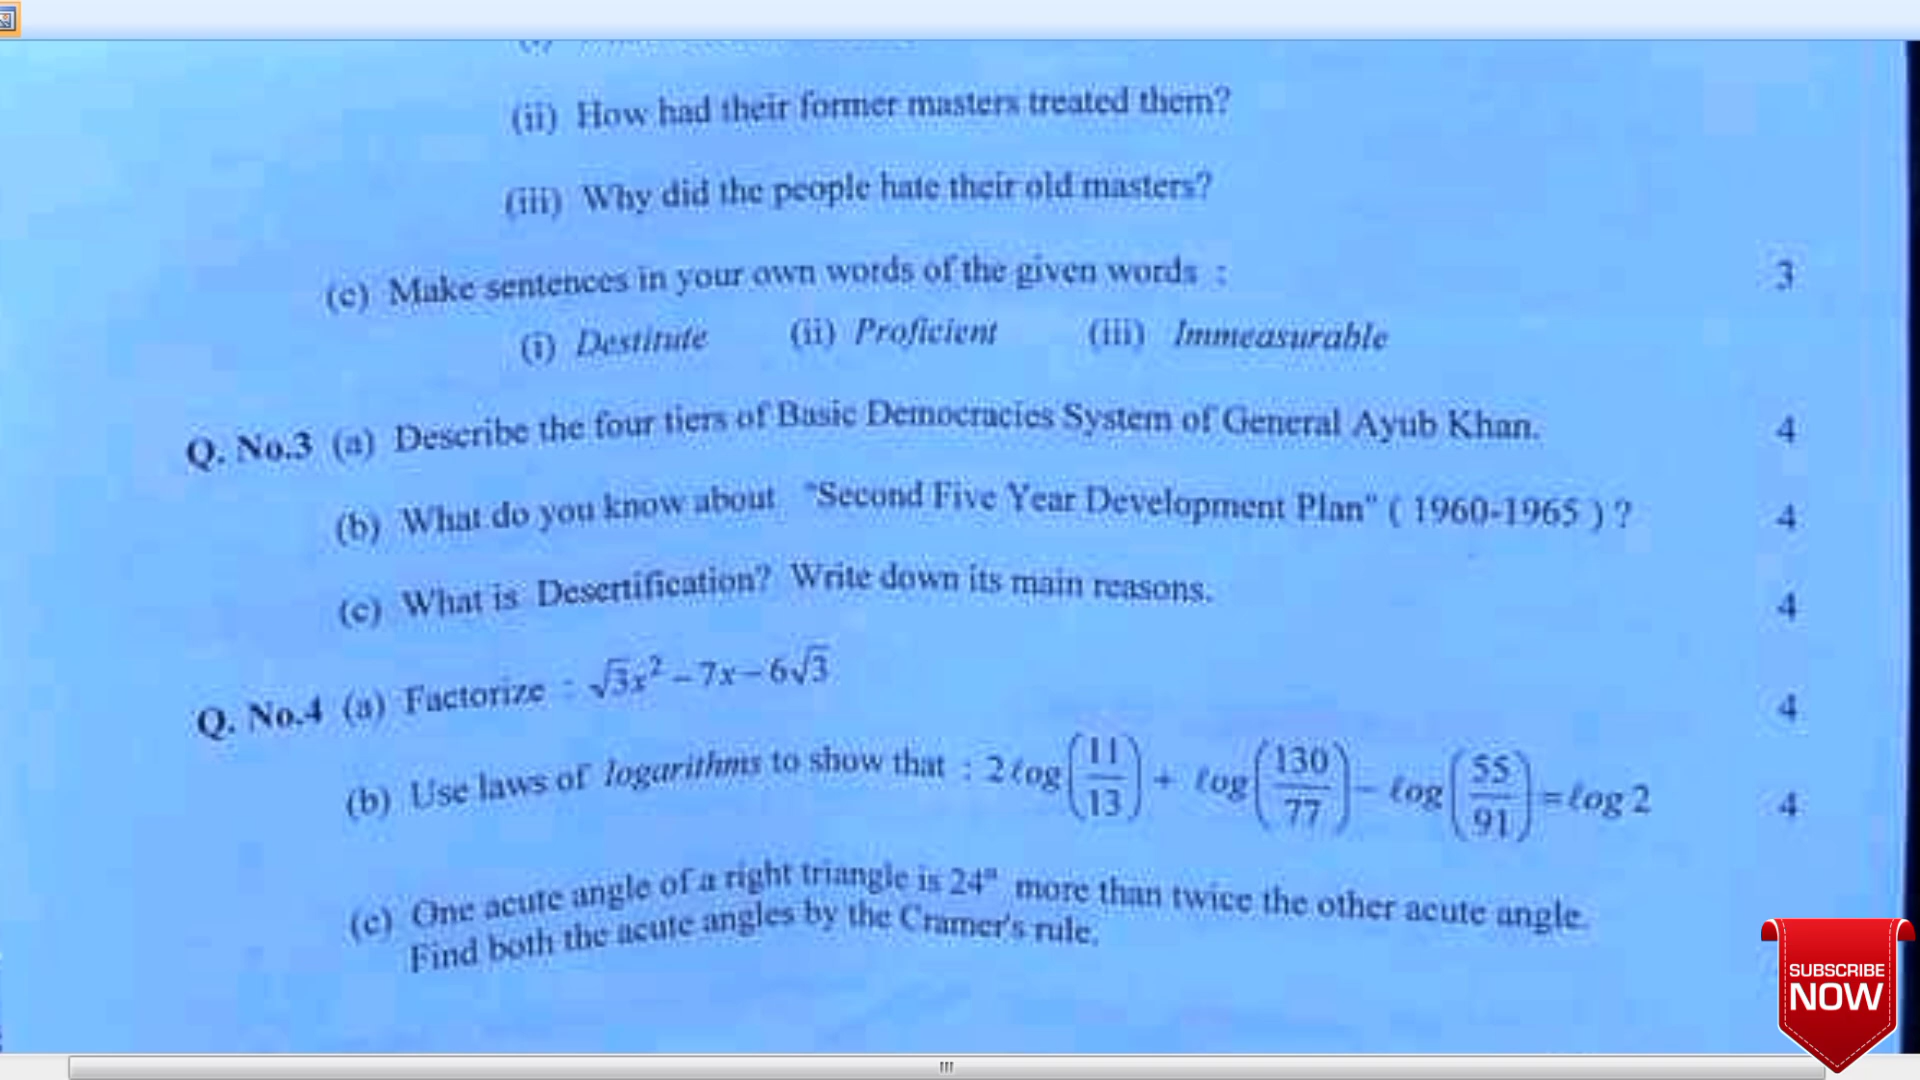 (ii) How had their former masters treated them?
(iii) Why did the people hate their old masters?
(c) Make sentences in your own words of the given words : 3
(i) Destitute (ii) Proficient (iii) Immeasurable
Q. No.3 (a) Describe the four tiers of Basic Democracies System of General Ayub Khan. 4
(b) What do you know about "Second Five Year Development Plan" ( 1960-1965 ) ? 4
(c) What is Desertification? Write down its main reasons. 4
Q. No.4 (a) Factorize : √3x² – 7x – 6√3 4
(b) Use laws of logarithms to show that : 2ℓog(11/13) + ℓog(130/77) – ℓog(55/91) = ℓog 2 4
(c) One acute angle of a right triangle is 24° more than twice the other acute angle.
Find both the acute angles by the Cramer's rule.
SUBSCRIBE
NOW